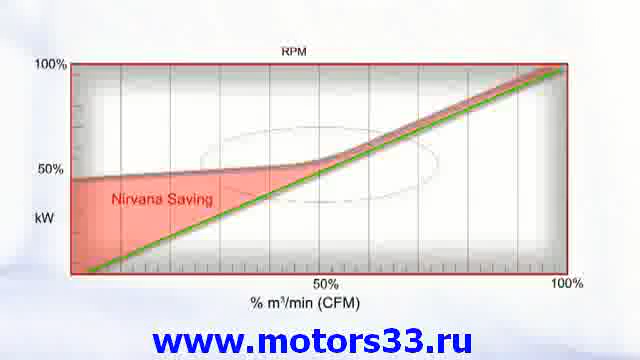 RPM
100%
50%
Nirvana Saving
kW
50%
100%
% m³/min (CFM)
www.motors33.ru